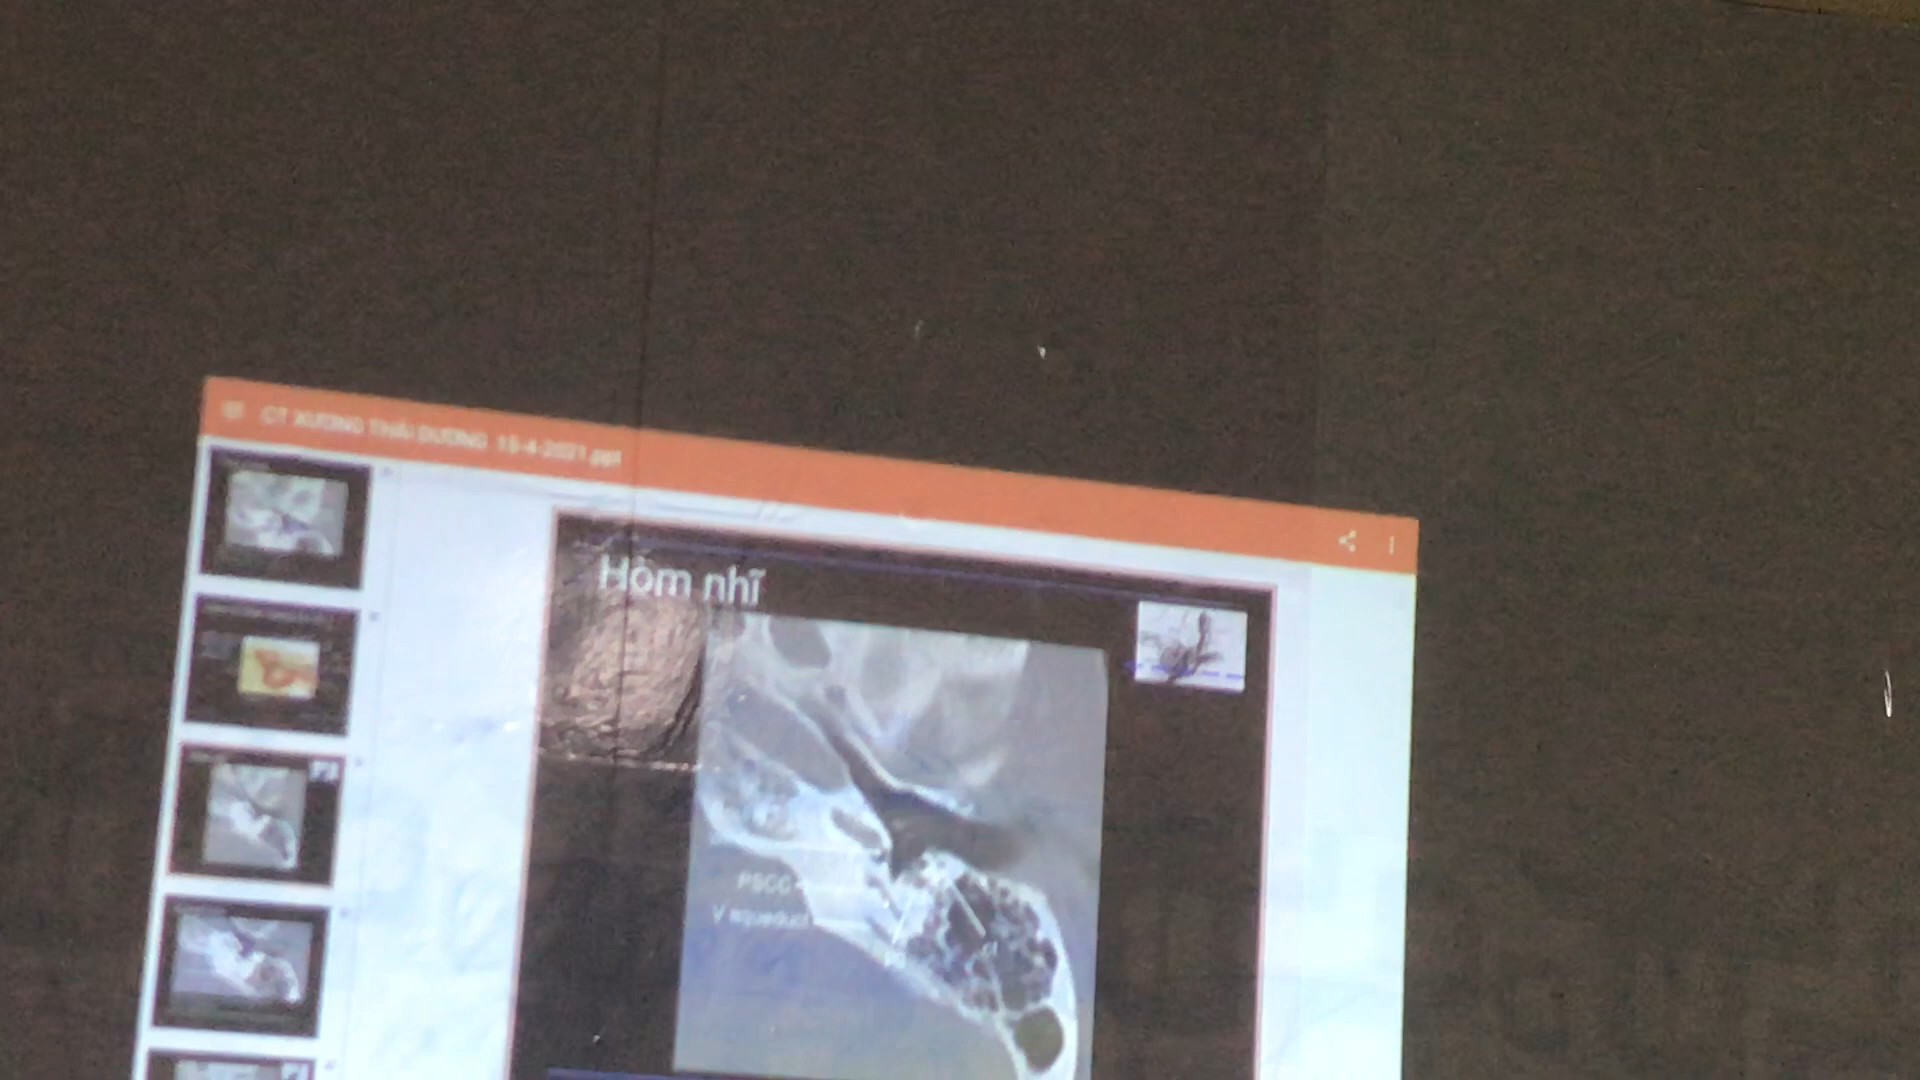 CT XƯƠNG THÁI DƯƠNG 15-4-2021.ppt
Hòm nhĩ
PSCC
V aqueduct